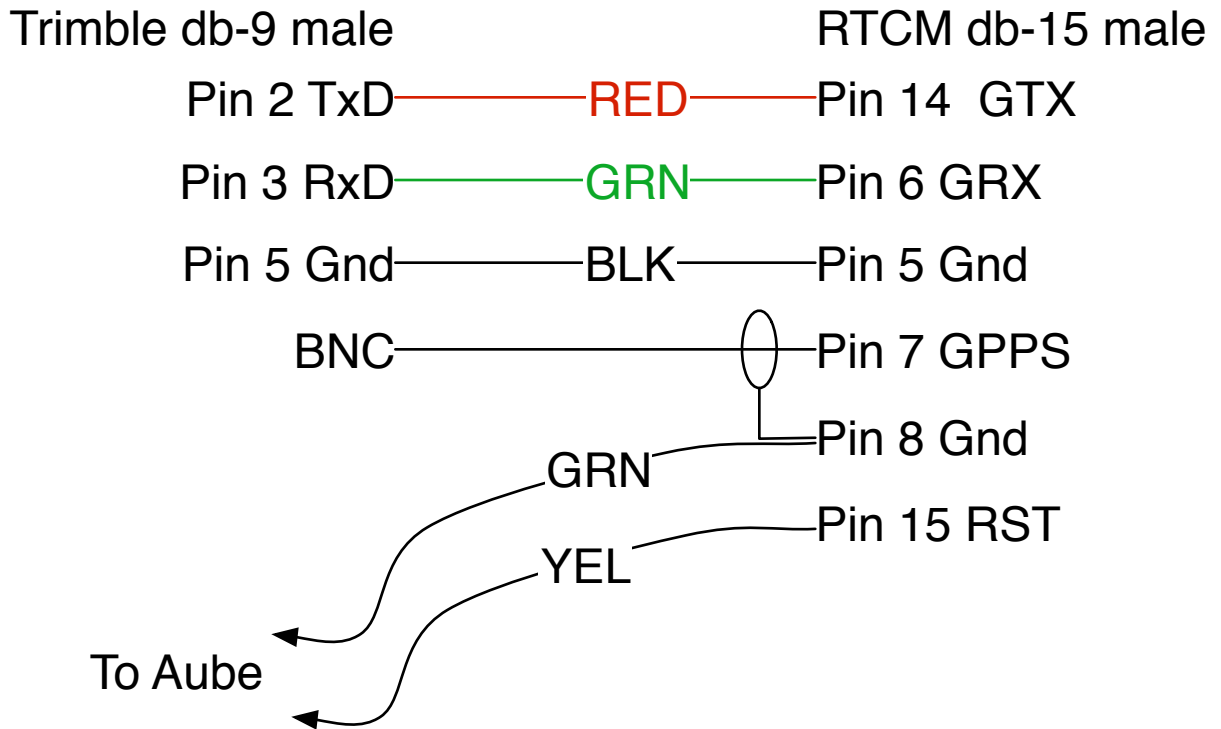 Trimble db-9 male RTCM db-15 male
Pin 2 TxD RED Pin 14 GTX
Pin 3 RxD GRN Pin 6 GRX
Pin 5 Gnd BLK Pin 5 Gnd
BNC Pin 7 GPPS
Pin 8 Gnd
GRN
Pin 15 RST
YEL
To Aube